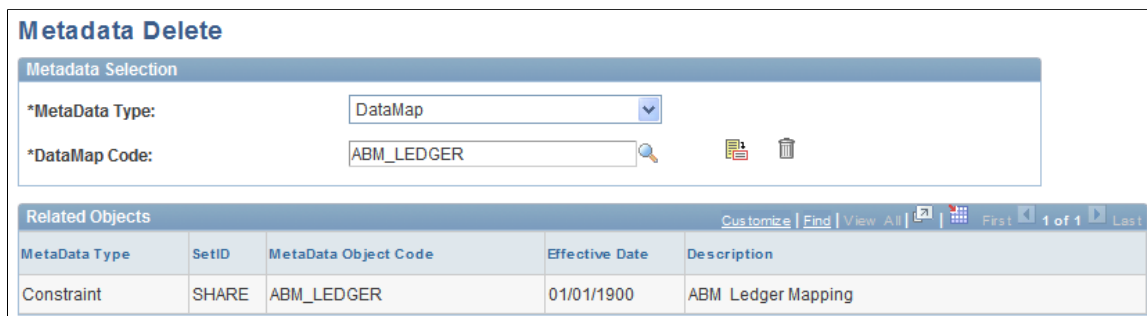 Metadata Delete
Metadata Selection
*MetaData Type: DataMap
*DataMap Code: ABM_LEDGER
Related Objects Customize | Find | View All | | First 1 of 1 Last
MetaData Type SetID MetaData Object Code Effective Date Description
Constraint SHARE ABM_LEDGER 01/01/1900 ABM Ledger Mapping